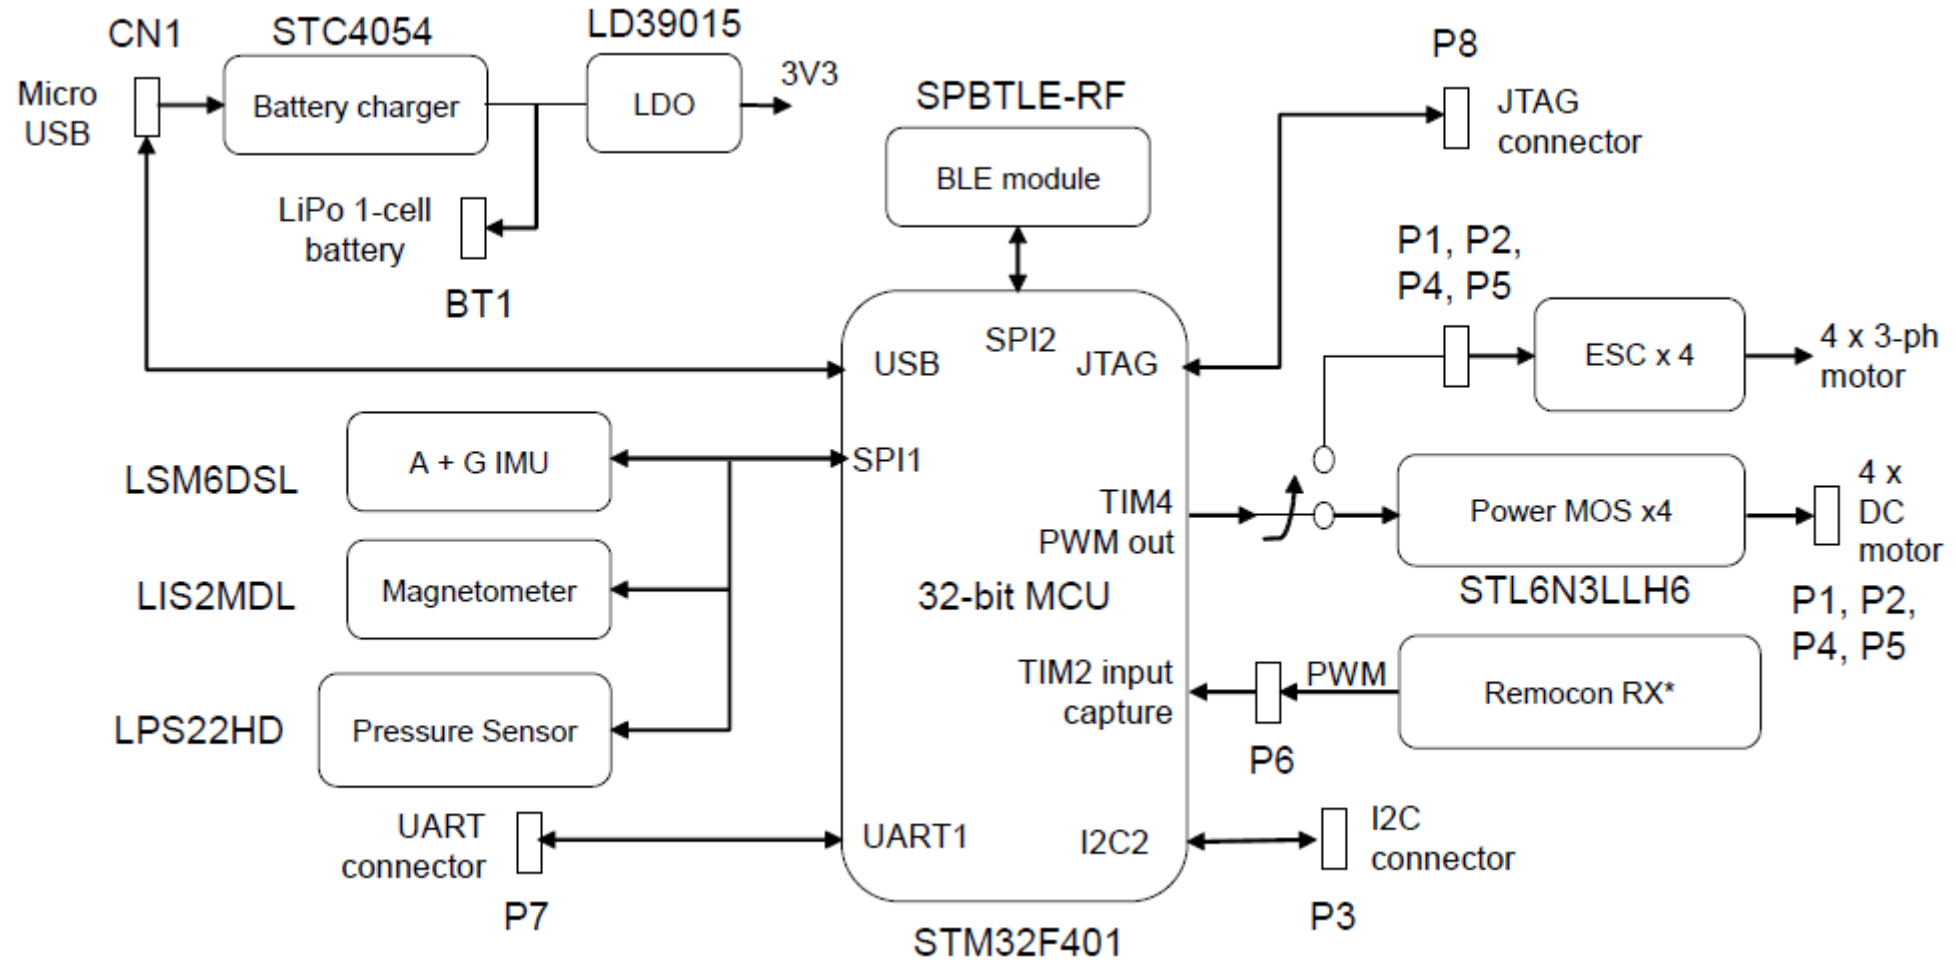 CN1
STC4054
LD39015
Micro
USB
Battery charger
LDO
3V3
LiPo 1-cell
battery
BT1
SPBTLE-RF
BLE module
P8
JTAG
connector
P1, P2,
P4, P5
ESC x 4
4 x 3-ph
motor
SPI2
USB
JTAG
LSM6DSL
A + G IMU
SPI1
TIM4
PWM out
Power MOS x4
STL6N3LLH6
4 x
DC
motor
P1, P2,
P4, P5
LIS2MDL
Magnetometer
32-bit MCU
LPS22HD
Pressure Sensor
TIM2 input
capture
PWM
P6
Remocon RX*
UART
connector
P7
UART1
I2C2
I2C
connector
P3
STM32F401